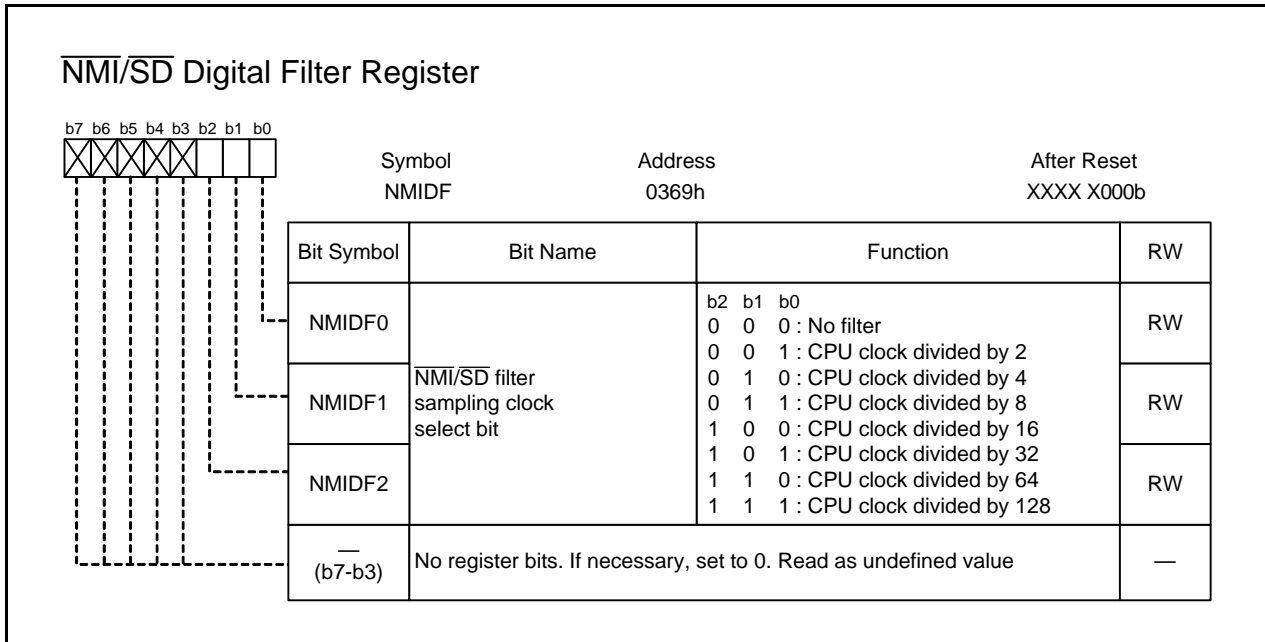 NMI/SD Digital Filter Register
b7 b6 b5 b4 b3 b2 b1 b0
Symbol Address After Reset
NMIDF 0369h XXXX X000b
Bit Symbol Bit Name Function RW
NMIDF0
NMIDF1
NMIDF2
NMI/SD filter
sampling clock
select bit
b2 b1 b0
0 0 0 : No filter
0 0 1 : CPU clock divided by 2
0 1 0 : CPU clock divided by 4
0 1 1 : CPU clock divided by 8
1 0 0 : CPU clock divided by 16
1 0 1 : CPU clock divided by 32
1 1 0 : CPU clock divided by 64
1 1 1 : CPU clock divided by 128
RW
RW
RW
—
(b7-b3)
No register bits. If necessary, set to 0. Read as undefined value
—